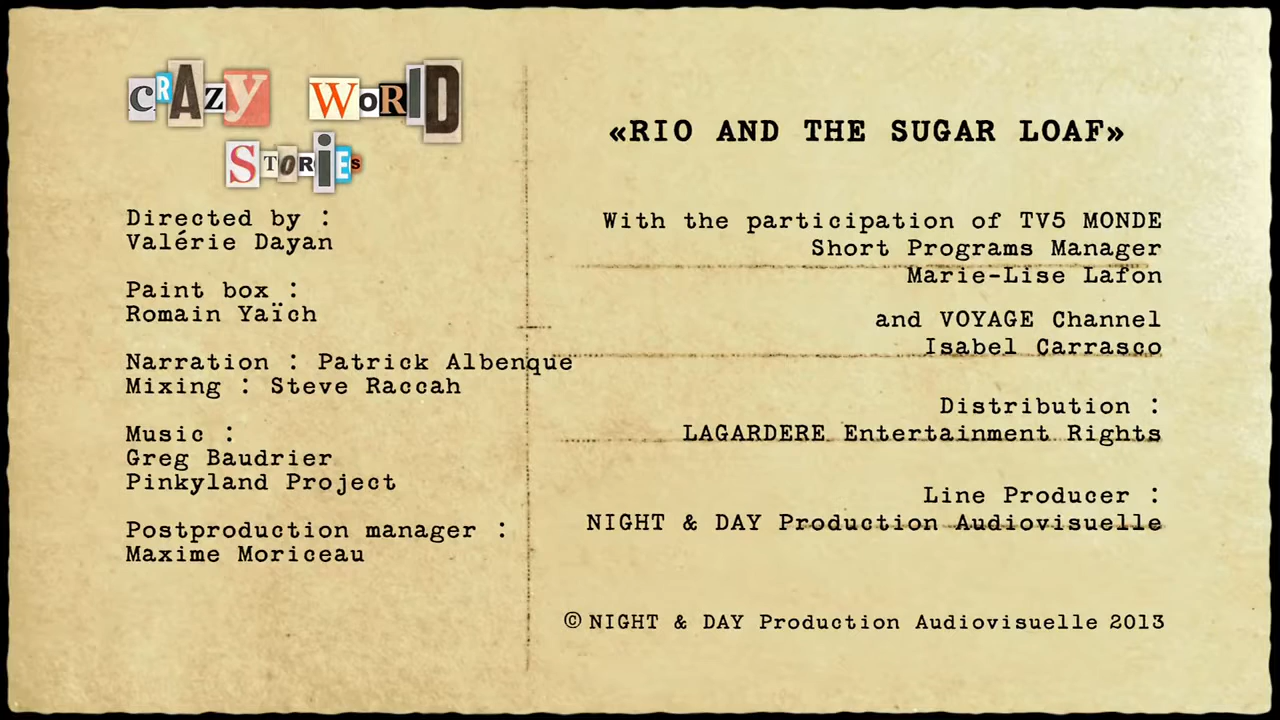 CRAZY WORLD
STORIES
Directed by :
Valérie Dayan
Paint box :
Romain Yaïch
Narration : Patrick Albenque
Mixing : Steve Raccah
Music :
Greg Baudrier
Pinkyland Project
Postproduction manager :
Maxime Moriceau
«RIO AND THE SUGAR LOAF»
With the participation of TV5 MONDE
Short Programs Manager
Marie-Lise Lafon
and VOYAGE Channel
Isabel Carrasco
Distribution :
LAGARDERE Entertainment Rights
Line Producer :
NIGHT & DAY Production Audiovisuelle
© NIGHT & DAY Production Audiovisuelle 2013